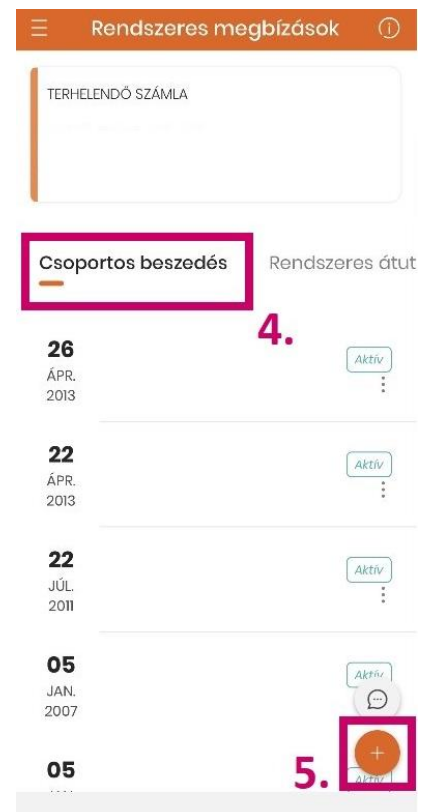 Rendszeres megbízások
TERHELENDŐ SZÁMLA
Csoportos beszedés Rendszeres átut
4.
26
ÁPR.
2013
Aktív
22
ÁPR.
2013
Aktív
22
JÚL.
2011
Aktív
05
JAN.
2007
Aktív
05
5.
Aktív